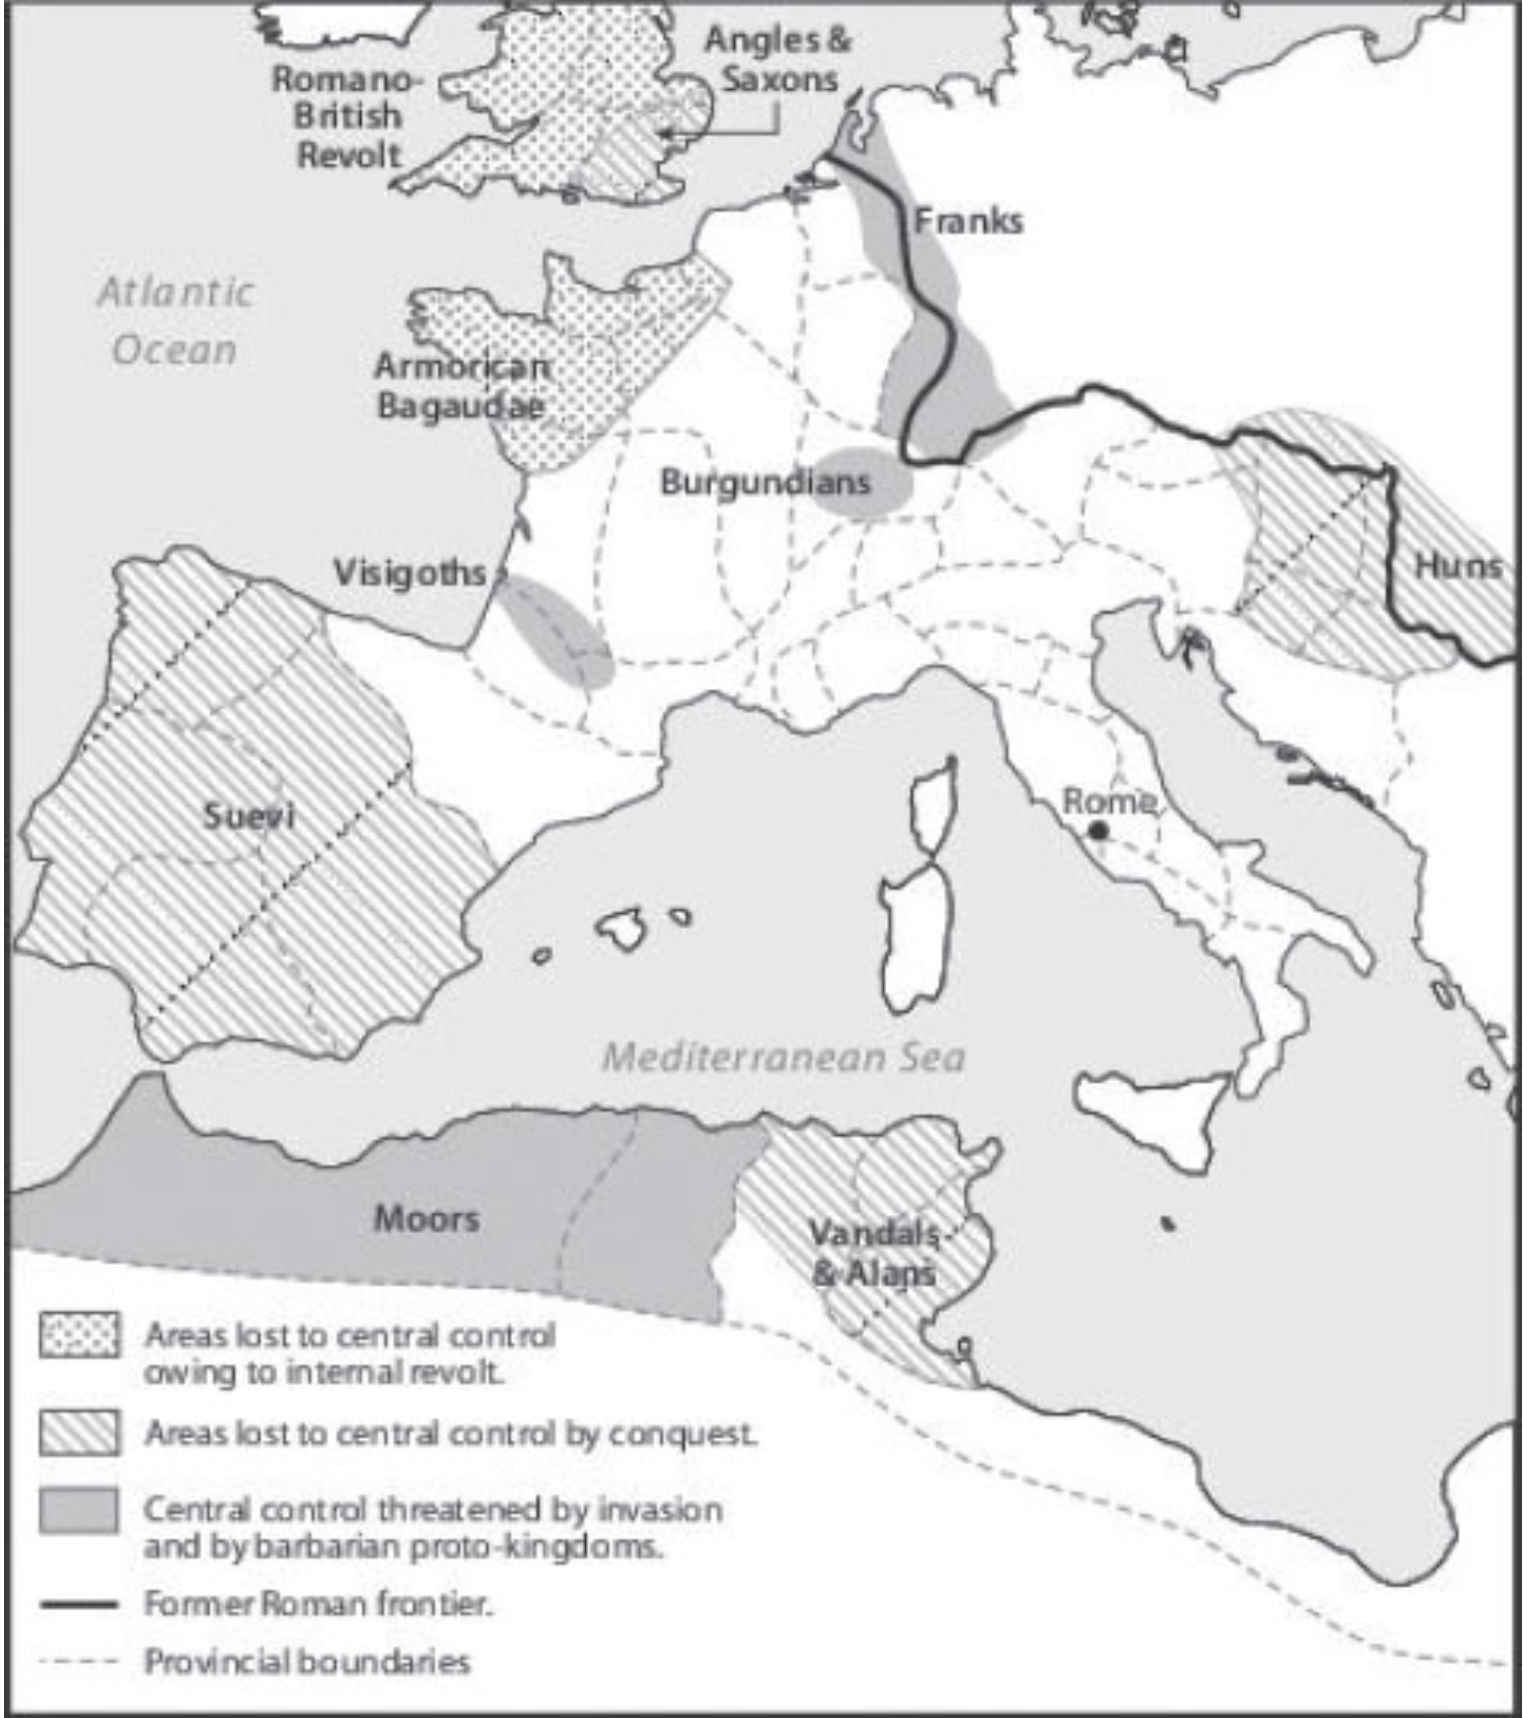 Angles &
Saxons
Romano-
British
Revolt
Franks
Atlantic
Ocean
Armorican
Bagaudae
Burgundians
Visigoths
Huns
Suevi
Rome
Mediterranean Sea
Moors
Vandals
& Alans
Areas lost to central control
owing to internal revolt.
Areas lost to central control by conquest.
Central control threatened by invasion
and by barbarian proto-kingdoms.
Former Roman frontier.
Provincial boundaries